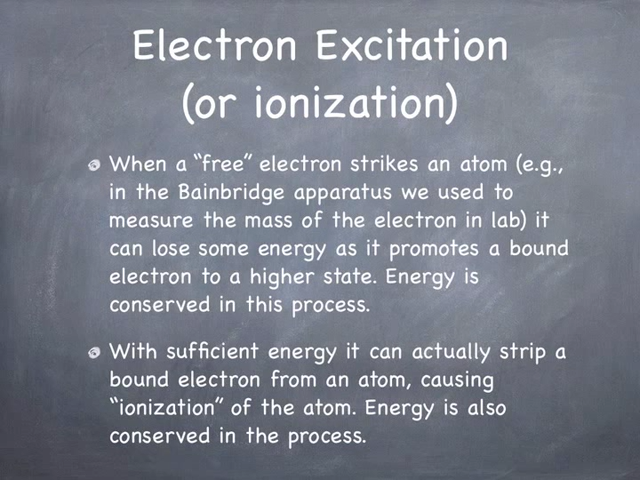 Electron Excitation
(or ionization)
When a “free” electron strikes an atom (e.g.,
in the Bainbridge apparatus we used to
measure the mass of the electron in lab) it
can lose some energy as it promotes a bound
electron to a higher state. Energy is
conserved in this process.
With sufficient energy it can actually strip a
bound electron from an atom, causing
“ionization” of the atom. Energy is also
conserved in the process.